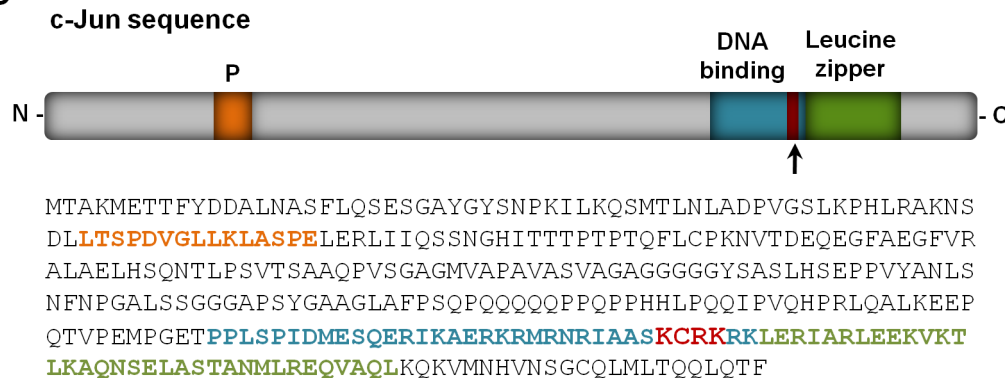 c-Jun sequence
DNA binding
Leucine zipper
P
N -
- C
MTAKMETTFYDDALNASFLQSESGAYGYSNPKILKQSMTLNLADPVGSLKPHLRAKNS
DLLTSPDVGLLKLASPELERLIIQSSNGHITTTPTPTQFLCPKNVTDEQEGFAEGFVR
ALAELHSQNTLPSVTSAAQPVSGAGMVAPAVASVAGAGGGGGYSASLHSEPPVYANLS
NFNPGALSSGGGAPSYGAAGLAFPSQPQQQQQPPQPPHHLPQQIPVQHPRLQALKEEP
QTVPEMPGETPPLSPIDMESQERIKAERKRMRNRIAASKCRKRKLERIARLEEKVKT
LKAQNSELASTANMLREQVAQLKQKVMNHVNSGCQLMLTQQLQTF